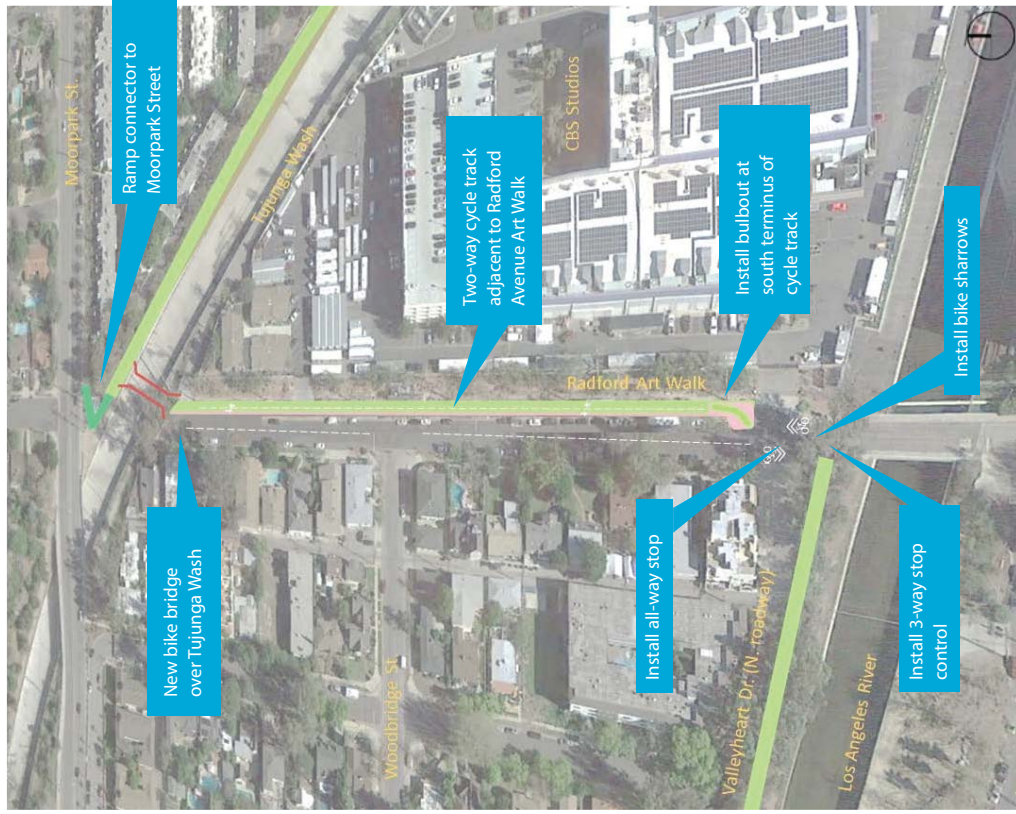 Moorpark St.
Ramp connector to
Moorpark Street
Tujunga Wash
CBS Studios
New bike bridge
over Tujunga Wash
Two-way cycle track
adjacent to Radford
Avenue Art Walk
Woodbridge St
Radford Art Walk
Install bulbout at
south terminus of
cycle track
Install all-way stop
Install bike sharrows
Valleyheart Dr. (N. roadway)
Install 3-way stop
control
Los Angeles River